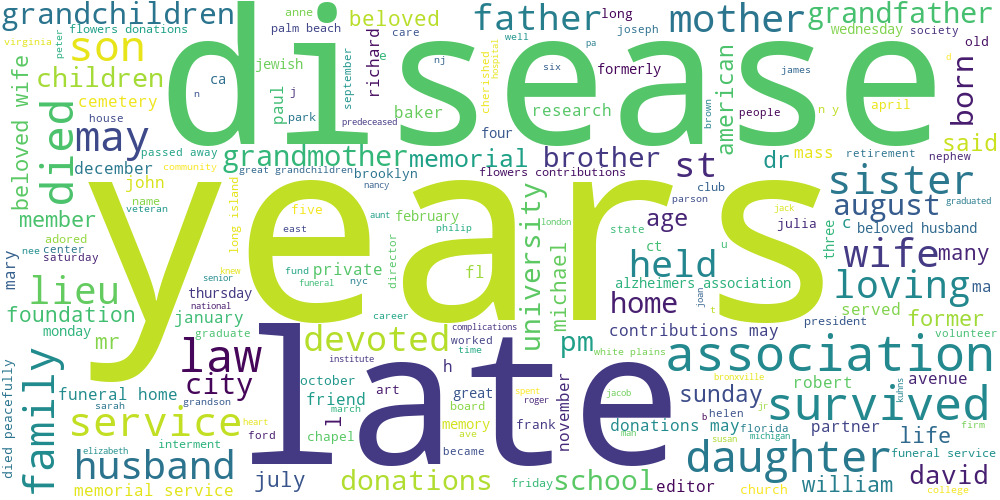 grandchildren
anne
long
father
mother
grandfather
virginia
peter
flowers donations
palm beach
beloved
care
joseph
pa
wednesday
society
son
disease
well
hospital
nj
e
six
james
old
d
children
ca
jewish
richard
september
cherished
formerly
american
beloved wife
cemetery
n
j
paul
park
baker
research
people
brown
n y
april
born
house
predeceased
four
may
died
passed away
grandmother
memorial
brother
st
dr
mass
retirement
said
december
community
great grandchildren
brooklyn
flowers contributions
club
nephew
john
nancy
parson
sister
name
veteran
long island
years
five
aunt
february
university
london
age
jack
julia
august
c
graduated
member
adored
east
philip
state
u
three
beloved husband
nee
center
saturday
knew
director
michael
ct
held
wife
many
mary
senior
fund
private
fl
alzheimers association
lieu
thursday
nyc
funeral
home
joan
t
loving
ma
foundation
national
january
career
complications
contributions may
president
served
former
monday
graduate
devoted
worked
pm
volunteer
mr
law
late
time
white plains
association
died peacefully
family
institute
h
city
funeral home
october
art
great
spent
jacob
bronxville
robert
avenue
sarah
grandson
friend
march
board
roger
november
sunday
jr
kuhns
survived
service
heart
l
memory
frank
b
helen
partner
firm
ford
chapel
ave
donations may
florida
life
elizabeth
interment
became
man
susan
michigan
funeral service
husband
daughter
david
memorial service
july
donations
friday
school
editor
church
william
college